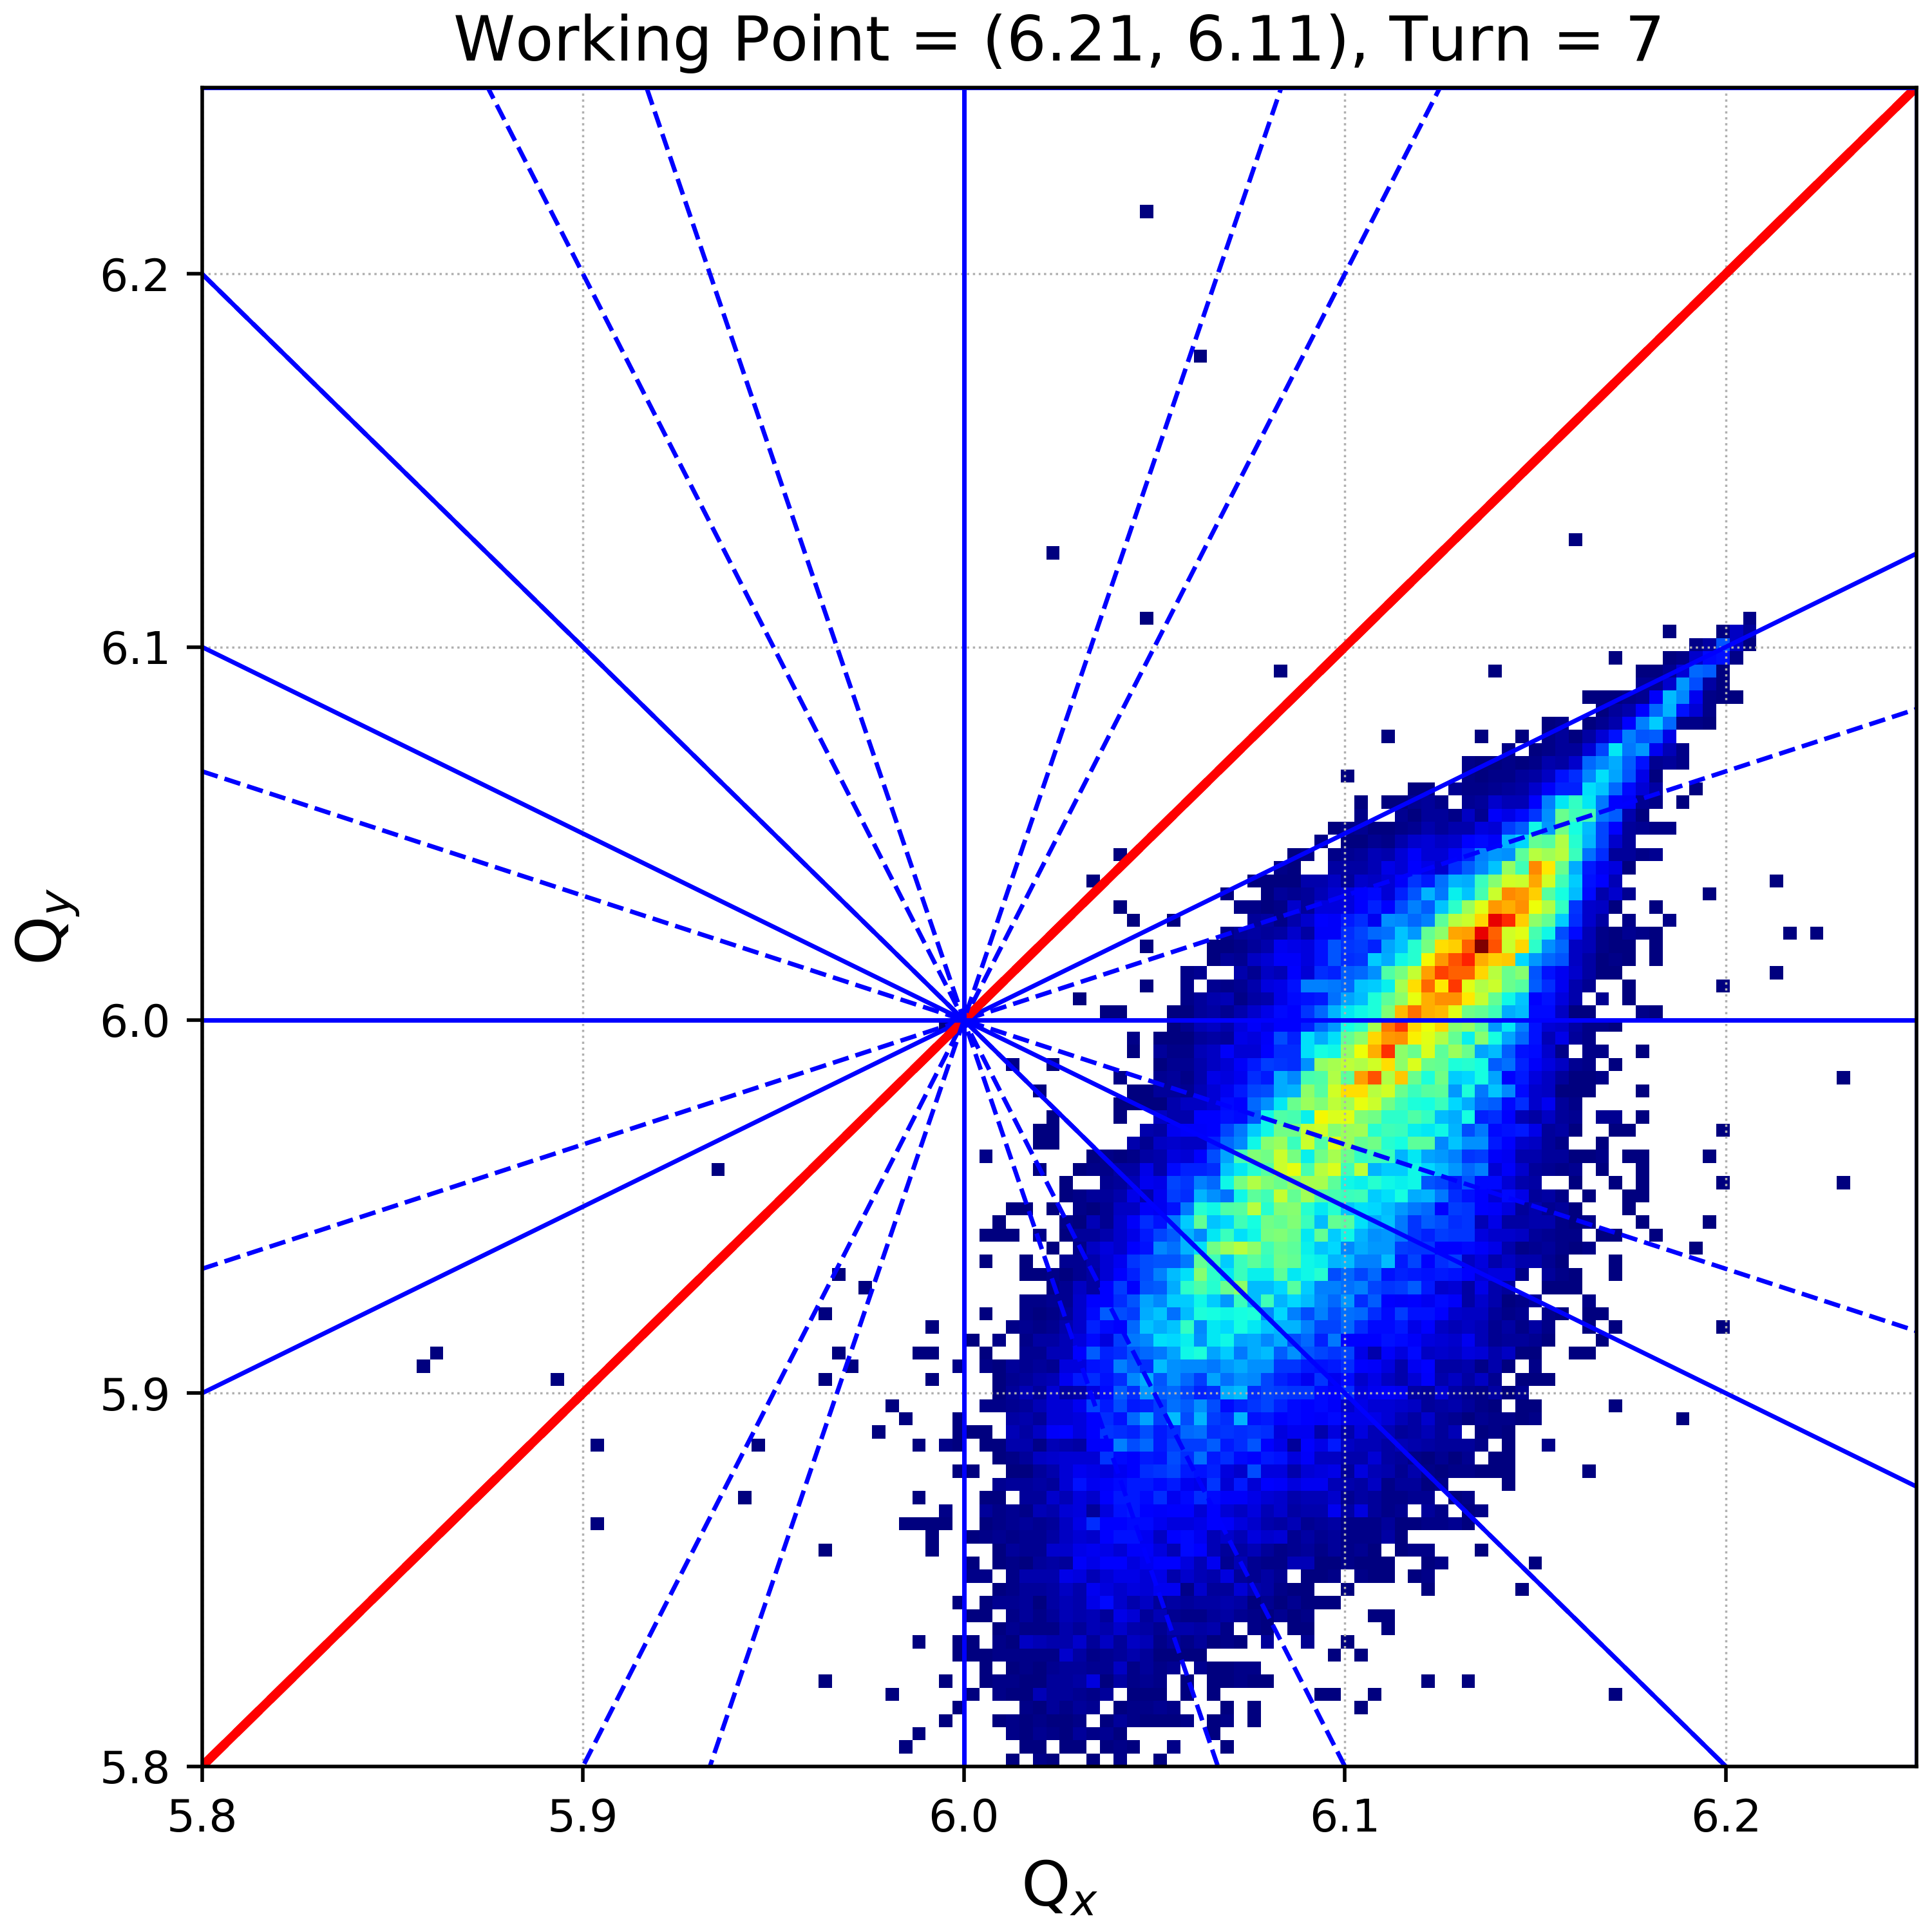 Working Point = (6.21, 6.11), Turn = 7
6.2
6.1
6.0
5.9
5.8
Qy
5.8 5.9 6.0 6.1 6.2
Qx